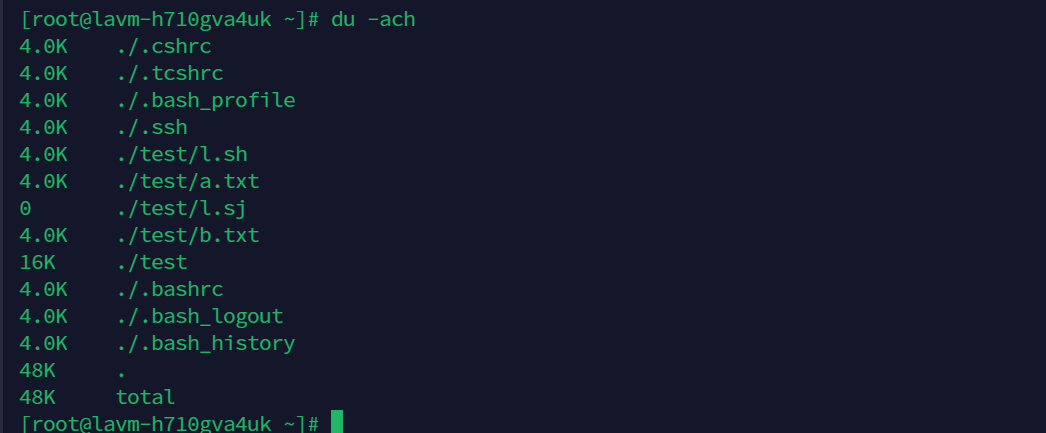 [root@lavm-h710gva4uk ~]# du -ach
4.0K    ./.cshrc
4.0K    ./.tcshrc
4.0K    ./.bash_profile
4.0K    ./.ssh
4.0K    ./test/l.sh
4.0K    ./test/a.txt
0       ./test/l.sj
4.0K    ./test/b.txt
16K     ./test
4.0K    ./.bashrc
4.0K    ./.bash_logout
4.0K    ./.bash_history
48K     .
48K     total
[root@lavm-h710gva4uk ~]#